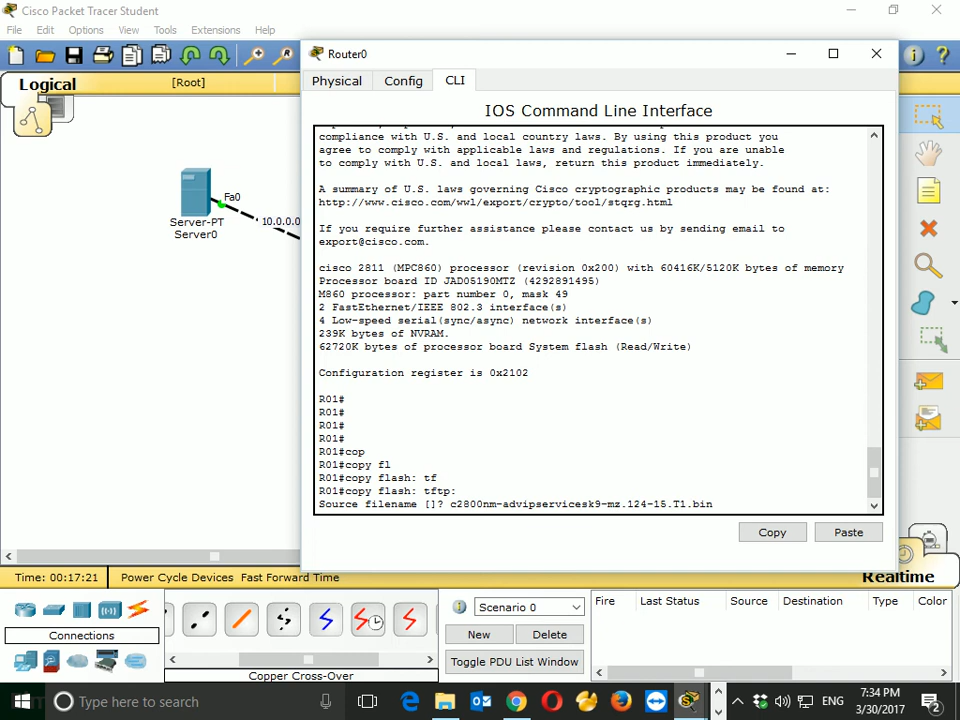 Cisco Packet Tracer Student
File Edit Options View Tools Extensions Help
Logical
[Root]
Server-PT
Server0
Fa0
10.0.0.0
Router0
Physical Config CLI
IOS Command Line Interface
compliance with U.S. and local country laws. By using this product you
agree to comply with applicable laws and regulations. If you are unable
to comply with U.S. and local laws, return this product immediately.
A summary of U.S. laws governing Cisco cryptographic products may be found at:
http://www.cisco.com/wwl/export/crypto/tool/stqrg.html
If you require further assistance please contact us by sending email to
export@cisco.com.
cisco 2811 (MPC860) processor (revision 0x200) with 60416K/5120K bytes of memory
Processor board ID JAD05190MTZ (4292891495)
M860 processor: part number 0, mask 49
2 FastEthernet/IEEE 802.3 interface(s)
4 Low-speed serial(sync/async) network interface(s)
239K bytes of NVRAM.
62720K bytes of processor board System flash (Read/Write)
Configuration register is 0x2102
R01#
R01#
R01#
R01#
R01#cop
R01#copy fl
R01#copy flash: tf
R01#copy flash: tftp:
Source filename []? c2800nm-advipservicesk9-mz.124-15.T1.bin
Copy Paste
Time: 00:17:21 Power Cycle Devices Fast Forward Time
Realtime
Connections
Copper Cross-Over
Scenario 0
New Delete
Toggle PDU List Window
Fire Last Status Source Destination Type Color
Type here to search
ENG
7:34 PM
3/30/2017
2